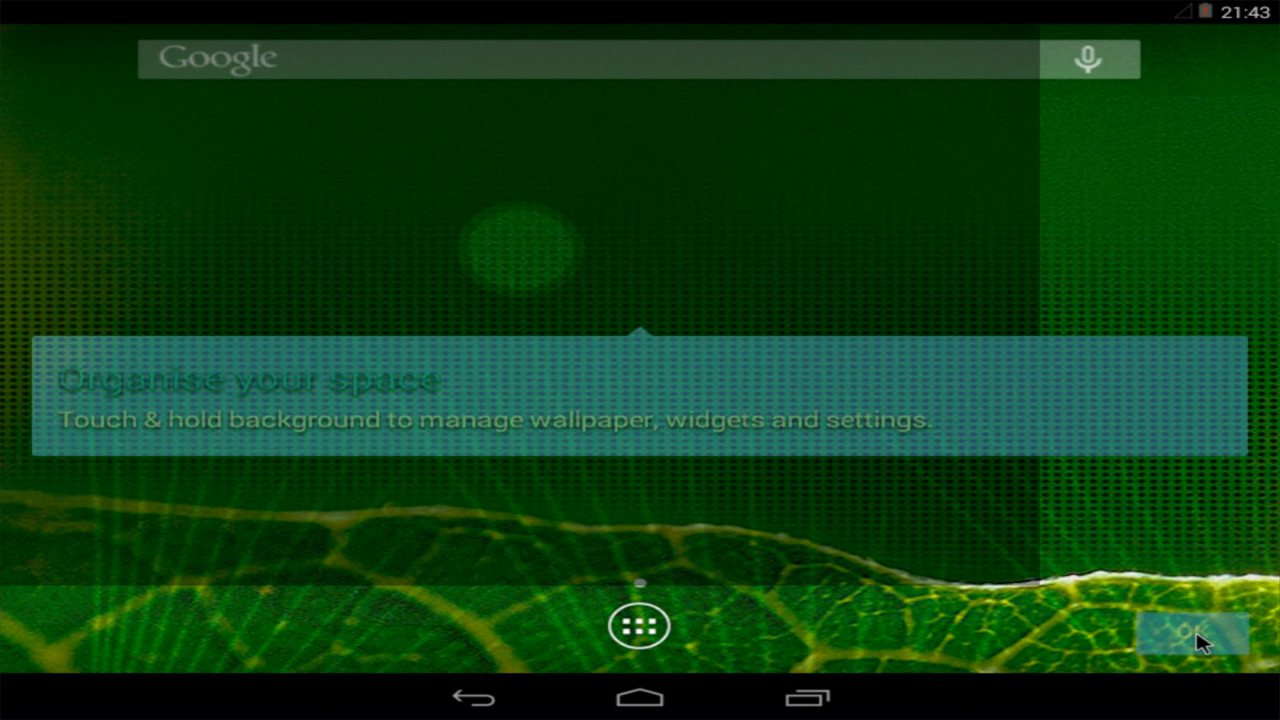 21:43
Google
Organise your space
Touch & hold background to manage wallpaper, widgets and settings.
OK